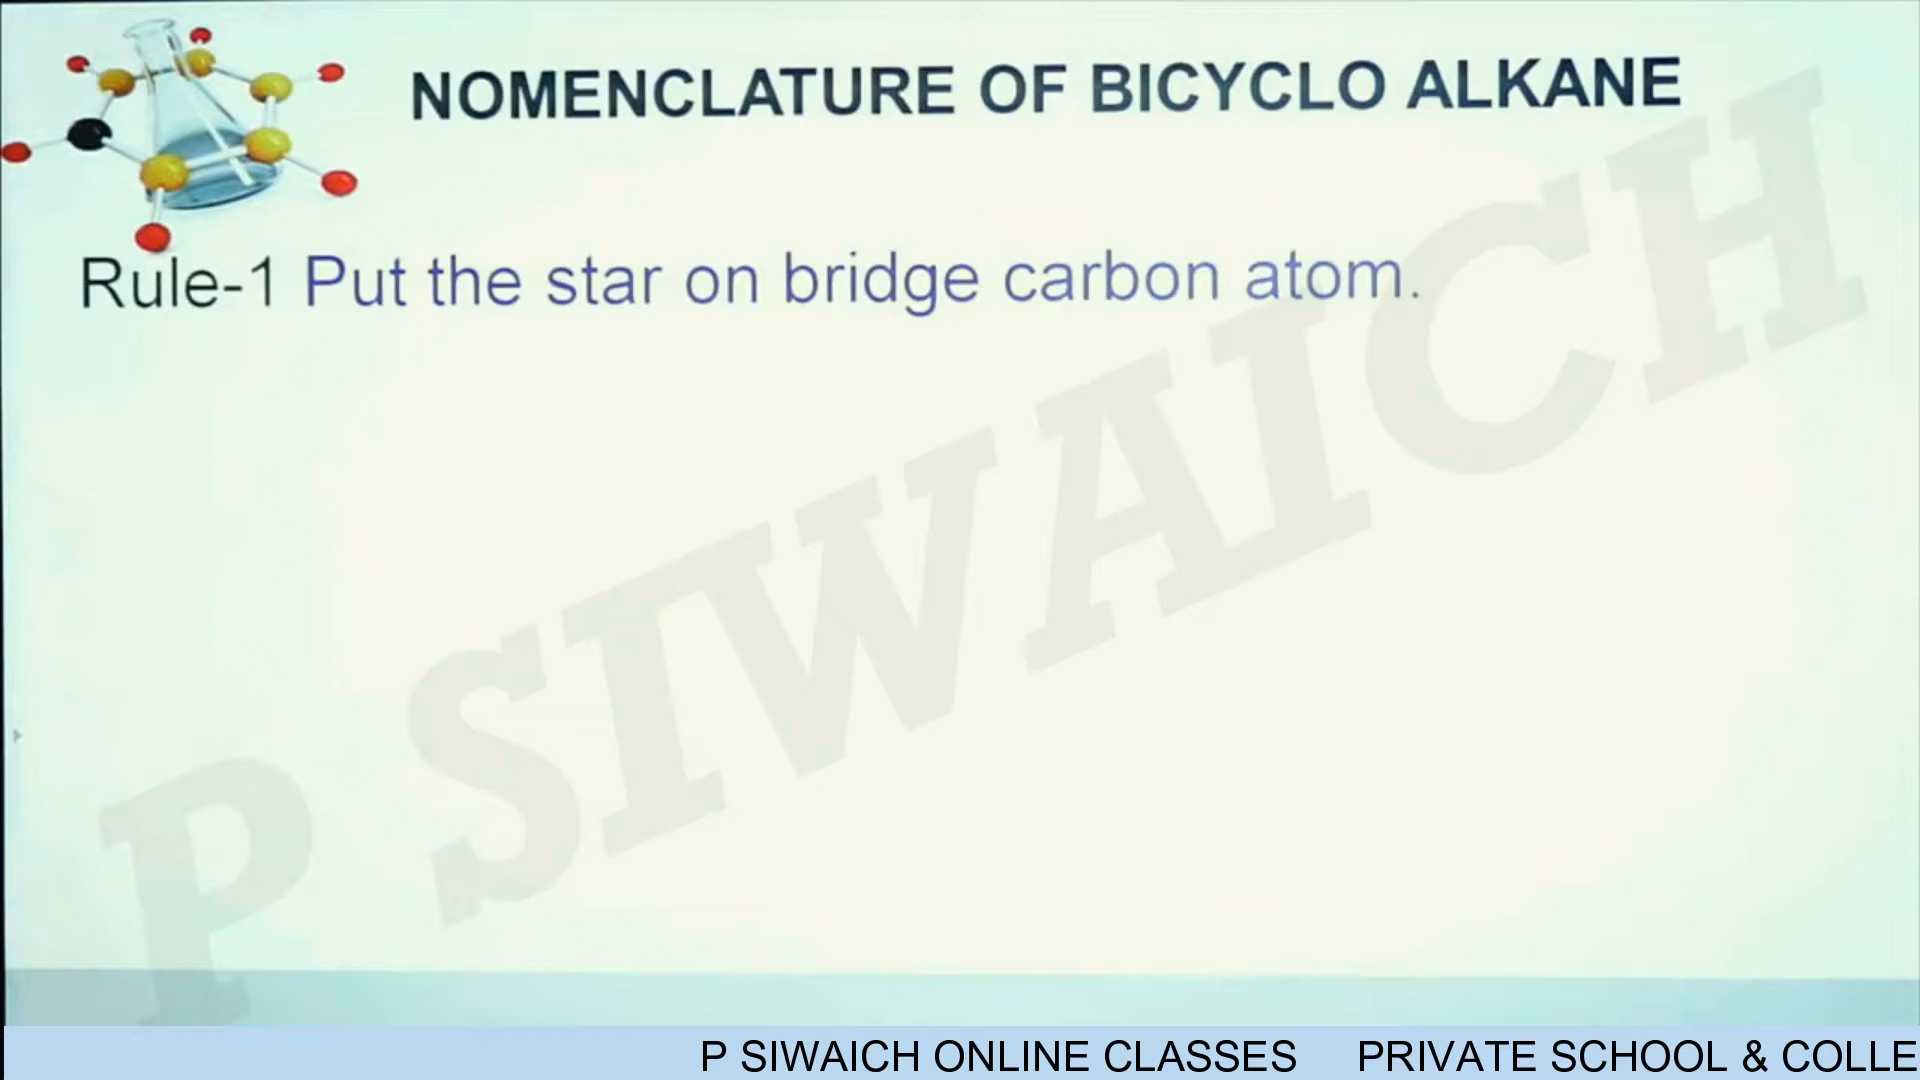 NOMENCLATURE OF BICYCLO ALKANE
Rule-1 Put the star on bridge carbon atom.
P SIWAICH
P SIWAICH ONLINE CLASSES PRIVATE SCHOOL & COLLE